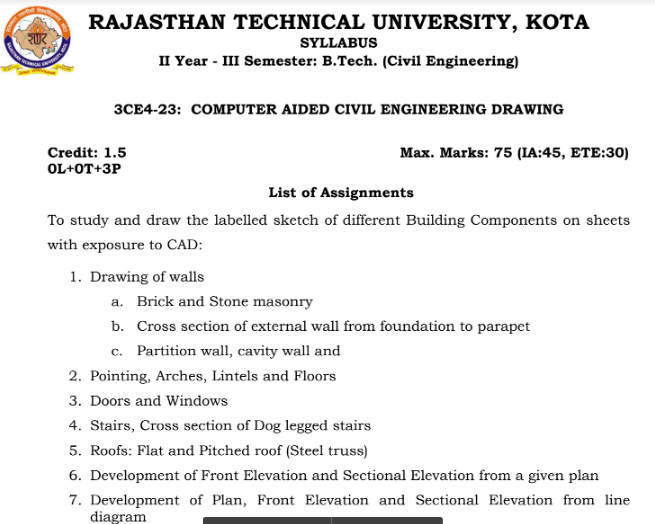 RAJASTHAN TECHNICAL UNIVERSITY, KOTA
SYLLABUS
II Year - III Semester: B.Tech. (Civil Engineering)
3CE4-23: COMPUTER AIDED CIVIL ENGINEERING DRAWING
Credit: 1.5 Max. Marks: 75 (IA:45, ETE:30)
0L+0T+3P
List of Assignments
To study and draw the labelled sketch of different Building Components on sheets
with exposure to CAD:
1. Drawing of walls
a. Brick and Stone masonry
b. Cross section of external wall from foundation to parapet
c. Partition wall, cavity wall and
2. Pointing, Arches, Lintels and Floors
3. Doors and Windows
4. Stairs, Cross section of Dog legged stairs
5. Roofs: Flat and Pitched roof (Steel truss)
6. Development of Front Elevation and Sectional Elevation from a given plan
7. Development of Plan, Front Elevation and Sectional Elevation from line
diagram